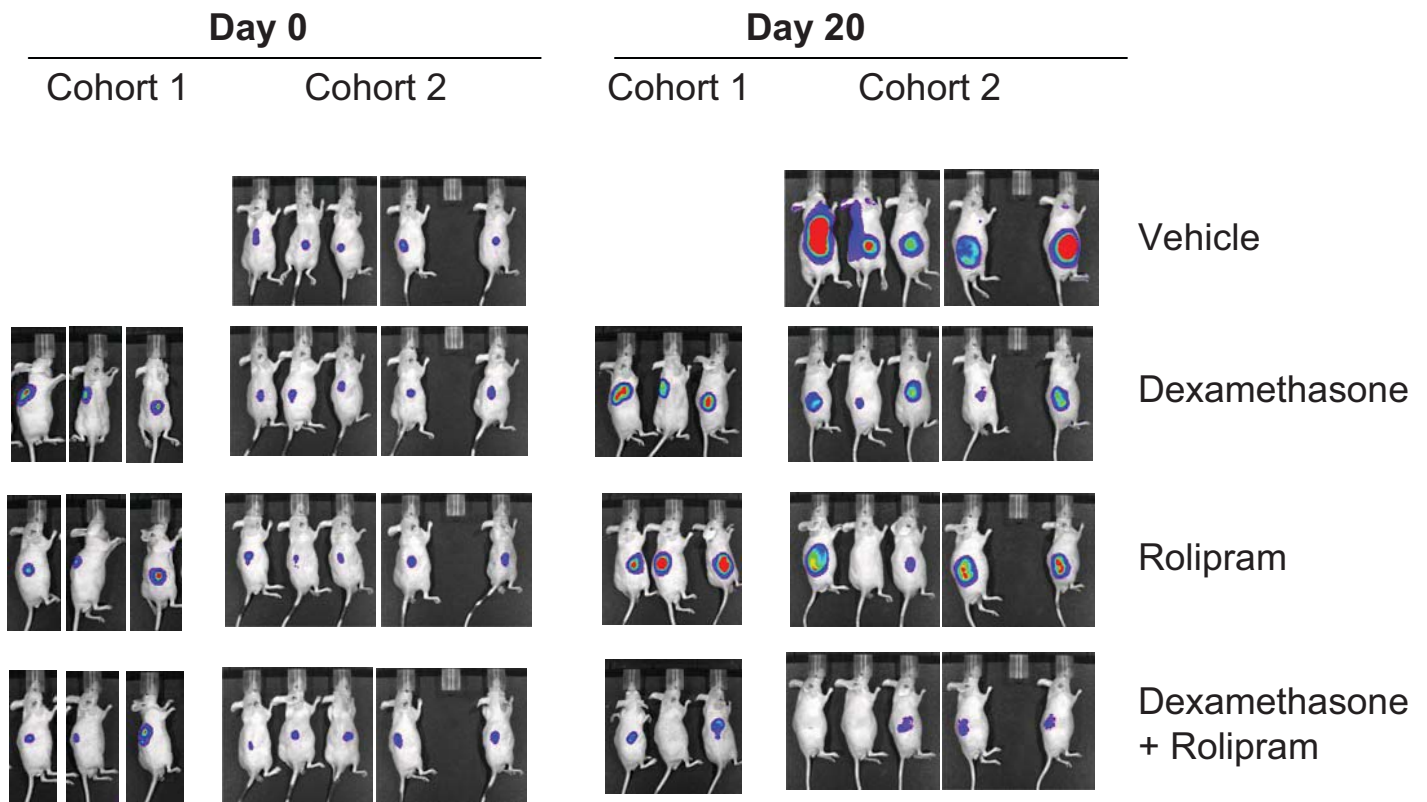 Day 0
Day 20
Cohort 1
Cohort 2
Cohort 1
Cohort 2
Vehicle
Dexamethasone
Rolipram
Dexamethasone
+ Rolipram